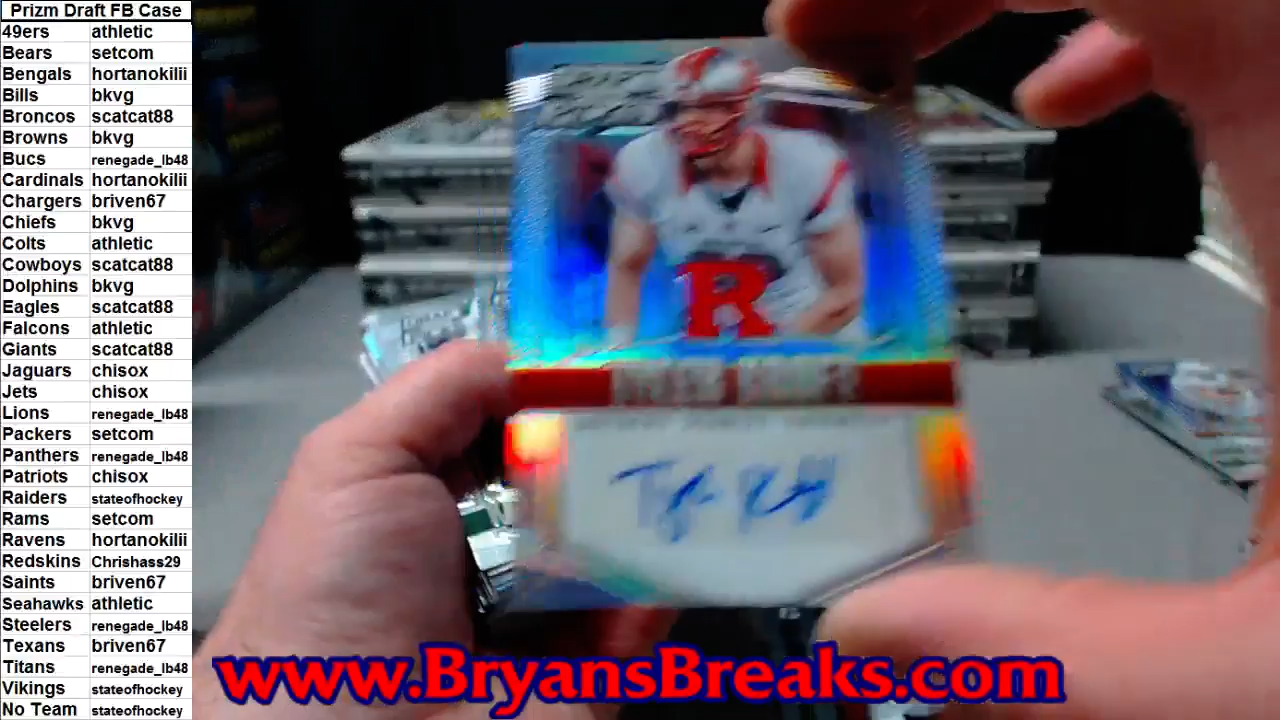 Prizm Draft FB Case
49ers athletic
Bears setcom
Bengals hortanokilii
Bills bkvg
Broncos scatcat88
Browns bkvg
Bucs renegade_lb48
Cardinals hortanokilii
Chargers briven67
Chiefs bkvg
Colts athletic
Cowboys scatcat88
Dolphins bkvg
Eagles scatcat88
Falcons athletic
Giants scatcat88
Jaguars chisox
Jets chisox
Lions renegade_lb48
Packers setcom
Panthers renegade_lb48
Patriots chisox
Raiders stateofhockey
Rams setcom
Ravens hortanokilii
Redskins Chrishass29
Saints briven67
Seahawks athletic
Steelers renegade_lb48
Texans briven67
Titans renegade_lb48
Vikings stateofhockey
No Team stateofhockey
R
www.BryansBreaks.com